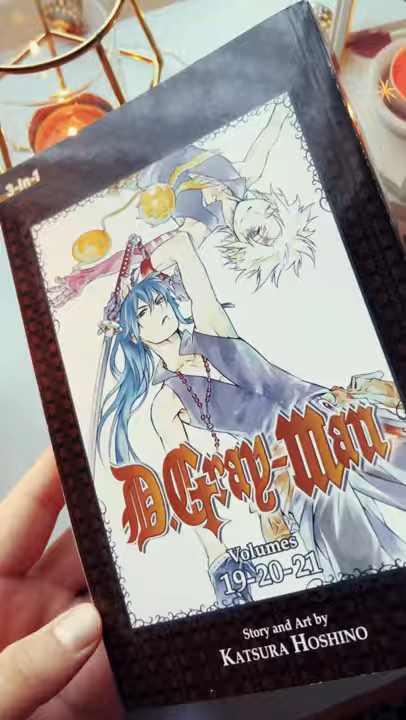 3-in-1
D.Gray-Man
Volumes
19-20-21
Story and Art by
KATSURA HOSHINO